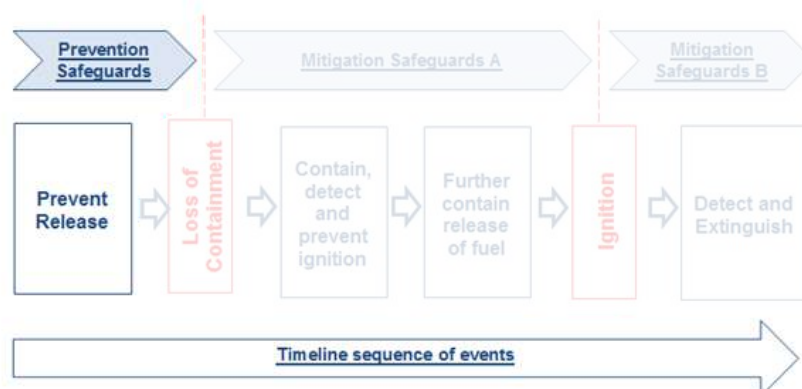 Prevention
Safeguards
Mitigation Safeguards A
Mitigation
Safeguards B
Prevent
Release
Loss of
Containment
Contain,
detect
and
prevent
ignition
Further
contain
release
of fuel
Ignition
Detect and
Extinguish
Timeline sequence of events